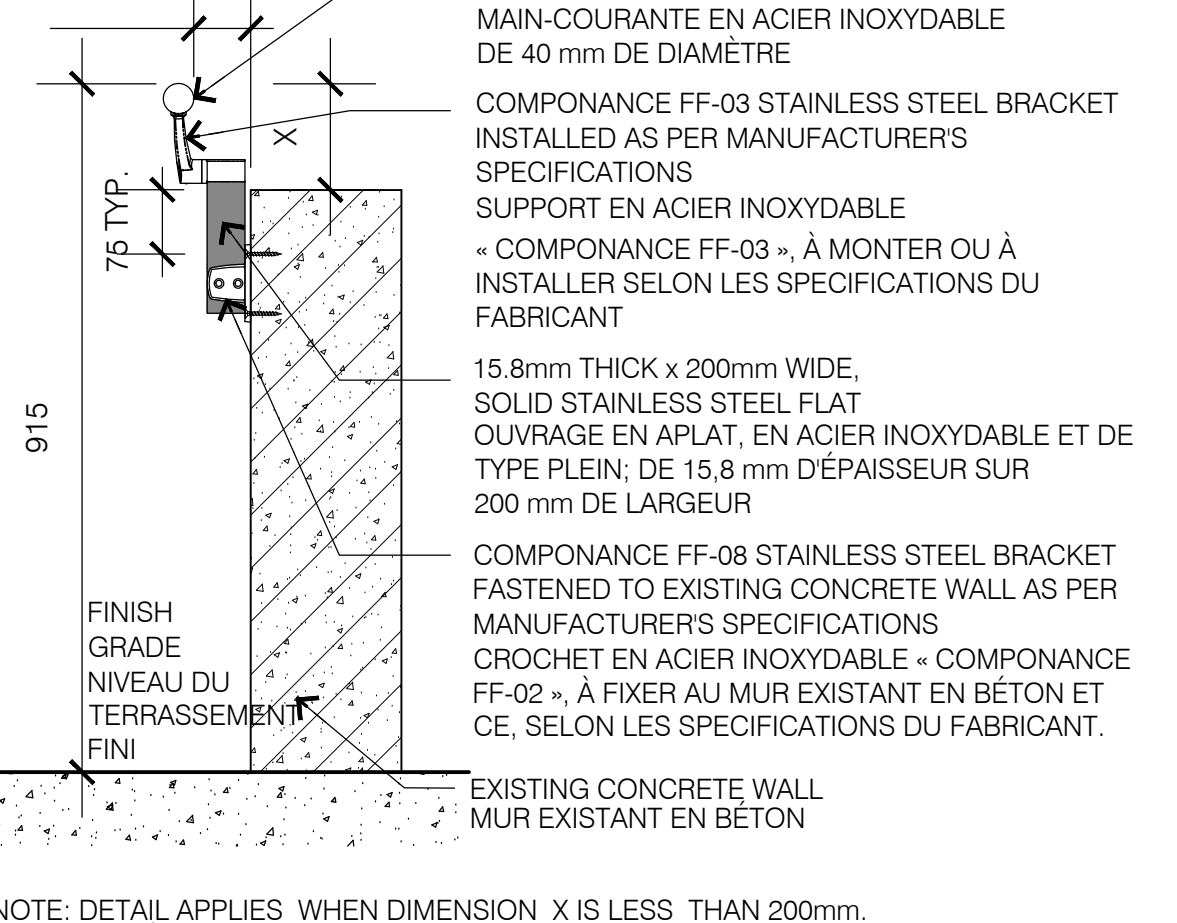 MAIN-COURANTE EN ACIER INOXYDABLE
DE 40 mm DE DIAMÈTRE
COMPONANCE FF-03 STAINLESS STEEL BRACKET
INSTALLED AS PER MANUFACTURER'S
SPECIFICATIONS
SUPPORT EN ACIER INOXYDABLE
« COMPONANCE FF-03 », À MONTER OU À
INSTALLER SELON LES SPECIFICATIONS DU
FABRICANT
15.8mm THICK x 200mm WIDE,
SOLID STAINLESS STEEL FLAT
OUVRAGE EN APLAT, EN ACIER INOXYDABLE ET DE
TYPE PLEIN; DE 15,8 mm D'ÉPAISSEUR SUR
200 mm DE LARGEUR
COMPONANCE FF-08 STAINLESS STEEL BRACKET
FASTENED TO EXISTING CONCRETE WALL AS PER
MANUFACTURER'S SPECIFICATIONS
CROCHET EN ACIER INOXYDABLE « COMPONANCE
FF-02 », À FIXER AU MUR EXISTANT EN BÉTON ET
CE, SELON LES SPECIFICATIONS DU FABRICANT.
EXISTING CONCRETE WALL
MUR EXISTANT EN BÉTON
X
75 TYP.
915
FINISH
GRADE
NIVEAU DU
TERRASSEMENT
FINI
NOTE: DETAIL APPLIES WHEN DIMENSION X IS LESS THAN 200mm.